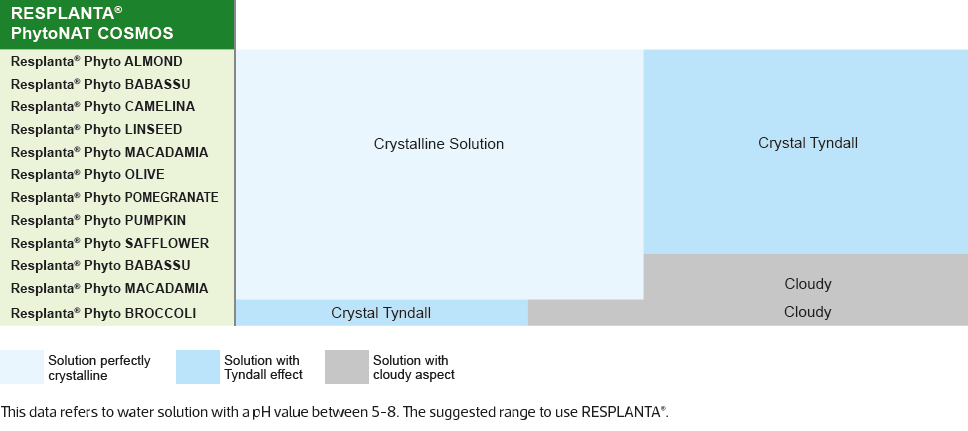 RESPLANTA®
PhytoNAT COSMOS
Resplanta® Phyto ALMOND
Resplanta® Phyto BABASSU
Resplanta® Phyto CAMELINA
Resplanta® Phyto LINSEED
Resplanta® Phyto MACADAMIA
Resplanta® Phyto OLIVE
Resplanta® Phyto POMEGRANATE
Resplanta® Phyto PUMPKIN
Resplanta® Phyto SAFFLOWER
Resplanta® Phyto BABASSU
Resplanta® Phyto MACADAMIA
Resplanta® Phyto BROCCOLI
Crystalline Solution
Crystal Tyndall
Cloudy
Crystal Tyndall
Cloudy
Solution perfectly
crystalline
Solution with
Tyndall effect
Solution with
cloudy aspect
This data refers to water solution with a pH value between 5-8. The suggested range to use RESPLANTA®.